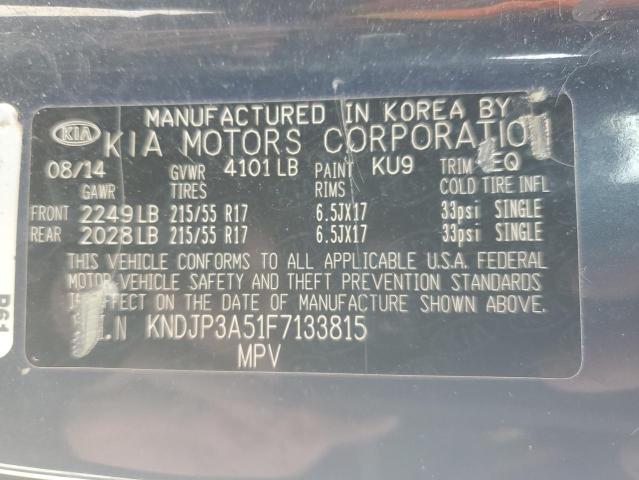 MANUFACTURED IN KOREA BY
KIA KIA MOTORS CORPORATION
08/14 GVWR 4101 LB PAINT KU9 TRIM EQ
GAWR TIRES RIMS COLD TIRE INFL
FRONT 2249 LB 215/55 R17 6.5JX17 33psi SINGLE
REAR 2028 LB 215/55 R17 6.5JX17 33psi SINGLE
THIS VEHICLE CONFORMS TO ALL APPLICABLE U.S.A. FEDERAL
MOTOR VEHICLE SAFETY AND THEFT PREVENTION STANDARDS
IN EFFECT ON THE DATE OF MANUFACTURE SHOWN ABOVE.
V.I.N KNDJP3A51F7133815
MPV